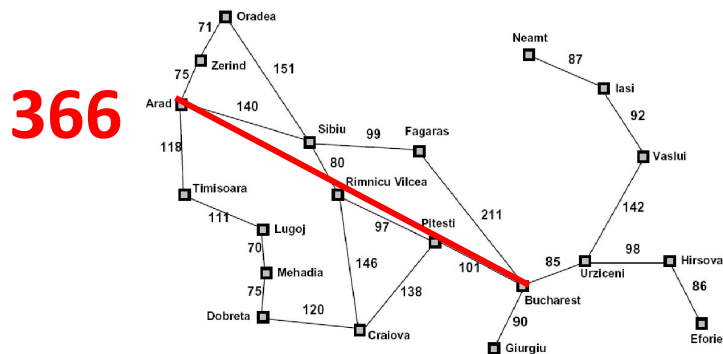 71
Oradea
Neamt
87
Zerind
75
151
Iasi
366
Arad
140
92
Sibiu
99
Fagaras
118
80
Vaslui
Rimnicu Vilcea
Timisoara
142
111
Lugoj
97
Pitesti
211
70
146
101
85
98
Hirsova
Mehadia
Urziceni
75
138
86
Bucharest
120
Dobreta
90
Craiova
Eforie
Giurgiu